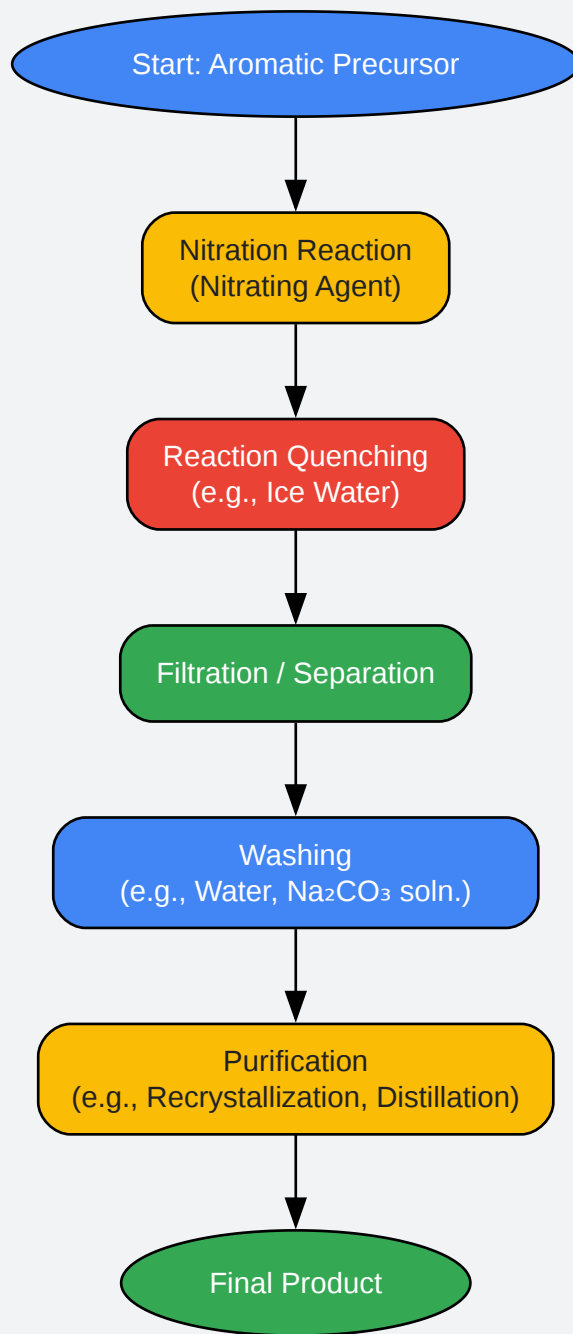 Start: Aromatic Precursor
Nitration Reaction
(Nitrating Agent)
Reaction Quenching
(e.g., Ice Water)
Filtration / Separation
Washing
(e.g., Water, Na₂CO₃ soln.)
Purification
(e.g., Recrystallization, Distillation)
Final Product